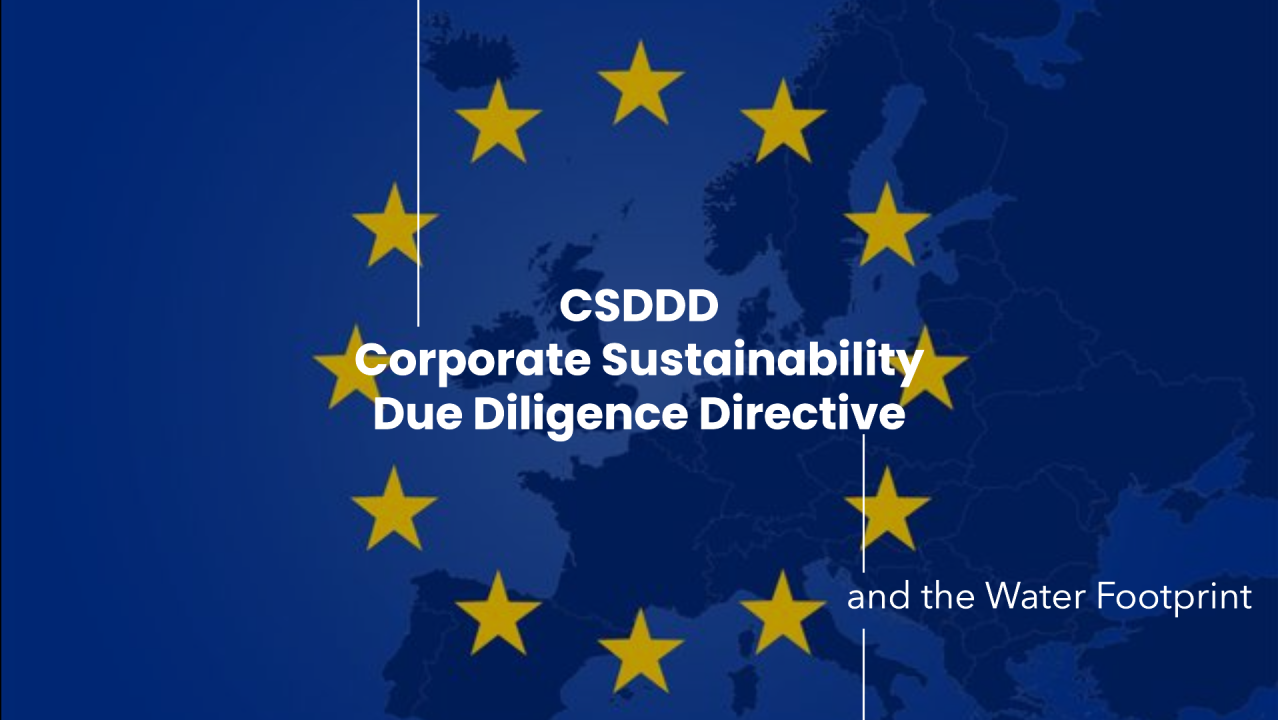 CSDDD
Corporate Sustainability
Due Diligence Directive
and the Water Footprint